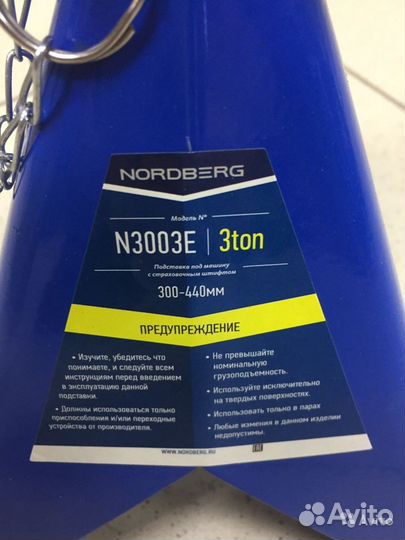 NORDBERG
Модель №
N3003E | 3ton
Подставка под машину
с страховочным штифтом
300-440мм
ПРЕДУПРЕЖДЕНИЕ
• Изучите, убедитесь что
понимаете, и следуйте всем
инструкциям перед введением
в эксплуатацию данной
подставки.
• Должны использоваться только
приспособления и/или переходные
устройства от производителя.
• Не превышайте
номинальную
грузоподъемность.
• Используйте исключительно
на твердых поверхностях.
• Использовать только в парах
• Любые изменения в данном изделии
недопустимы.
WWW.NORDBERG.RU
EAC
Avito
Avito